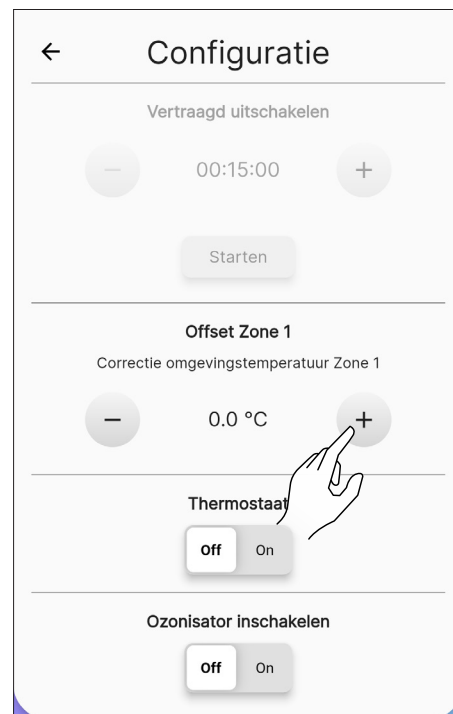 Configuratie
Vertraagd uitschakelen
− 00:15:00 +
Starten
Offset Zone 1
Correctie omgevingstemperatuur Zone 1
− 0.0 °C +
Thermostaat
Off On
Ozonisator inschakelen
Off On